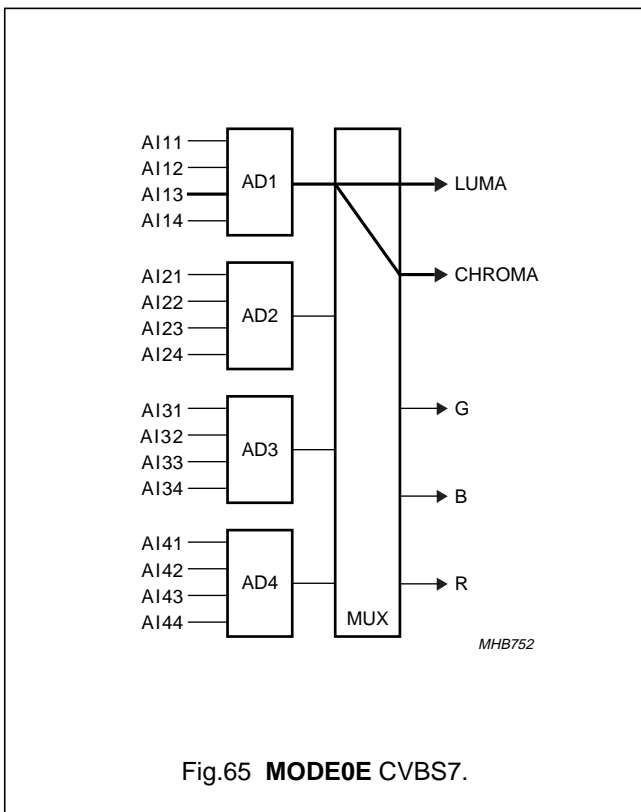 AI11
AI12
AI13
AI14
AD1
LUMA
CHROMA
AI21
AI22
AI23
AI24
AD2
AI31
AI32
AI33
AI34
AD3
G
B
AI41
AI42
AI43
AI44
AD4
R
MUX
MHB752
Fig.65 MODE0E CVBS7.